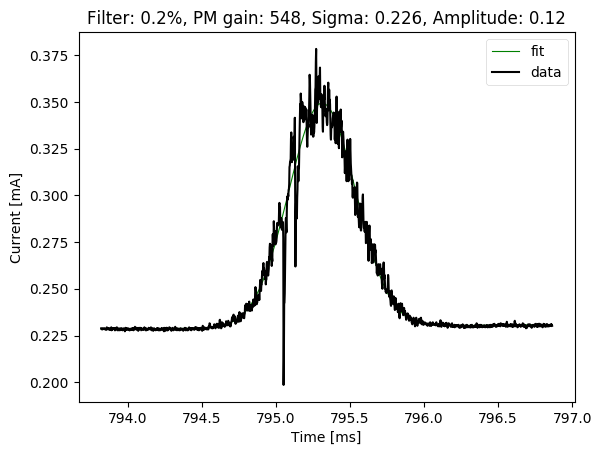 Filter: 0.2%, PM gain: 548, Sigma: 0.226, Amplitude: 0.12
fit
data
0.375
0.350
0.325
0.300
0.275
0.250
0.225
0.200
Current [mA]
794.0 794.5 795.0 795.5 796.0 796.5 797.0
Time [ms]